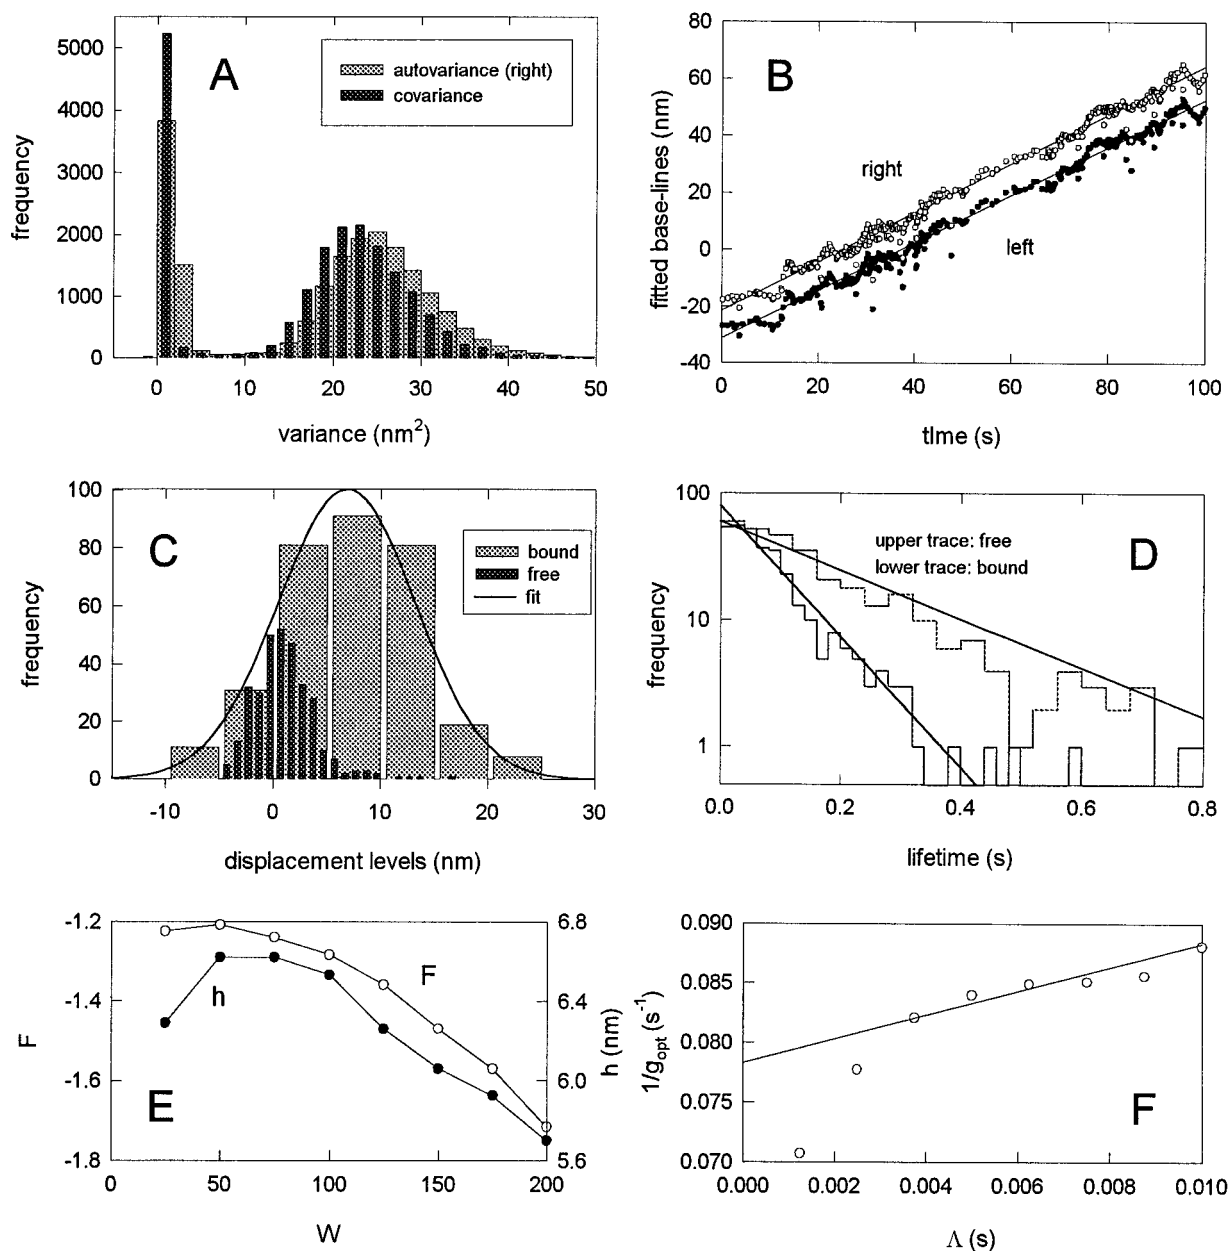 A
autovariance (right)
covariance
5000
4000
3000
2000
1000
0
frequency
0 10 20 30 40 50
variance (nm²)
B
80
60
40
20
0
-20
-40
fitted base-lines (nm)
right
left
0 20 40 60 80 100
tIme (s)
C
bound
free
fit
100
80
60
40
20
0
frequency
-10 0 10 20 30
displacement levels (nm)
D
upper trace: free
lower trace: bound
100
10
1
frequency
0.0 0.2 0.4 0.6 0.8
lifetime (s)
E
F
h
-1.2
-1.4
-1.6
-1.8
F
6.8
6.4
6.0
5.6
h (nm)
0 50 100 150 200
W
F
0.090
0.085
0.080
0.075
0.070
1/gopt (s⁻¹)
0.000 0.002 0.004 0.006 0.008 0.010
Λ (s)